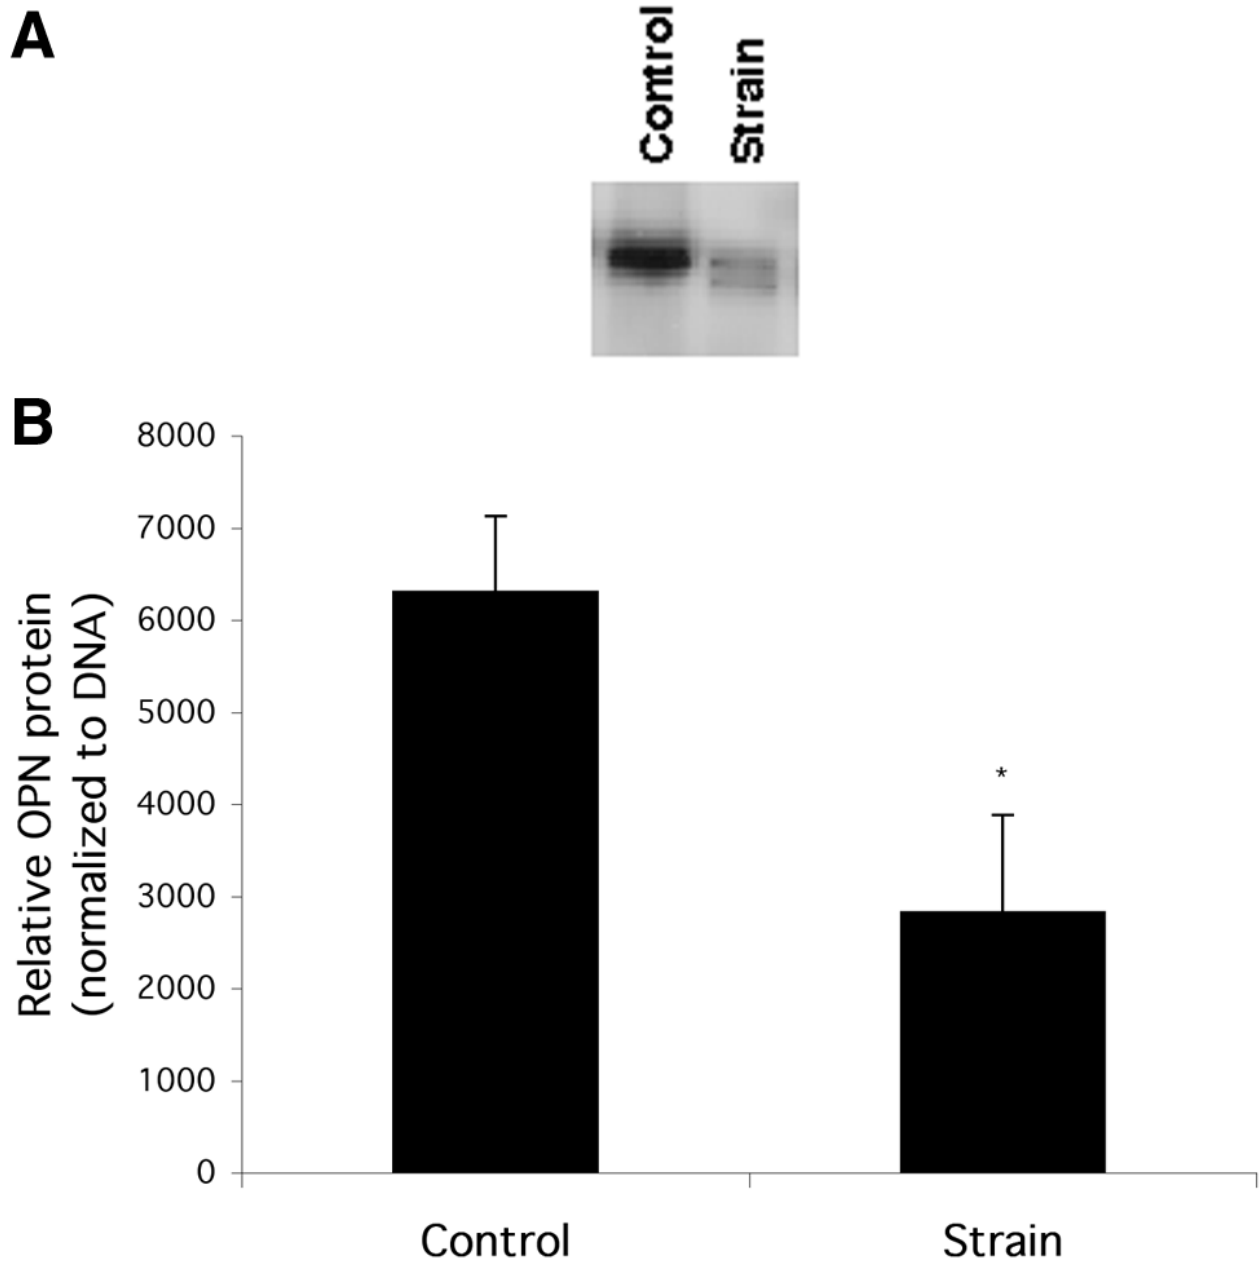 A
Control
Strain
B
8000
7000
6000
5000
4000
3000
2000
1000
0
Relative OPN protein
(normalized to DNA)
*
Control
Strain